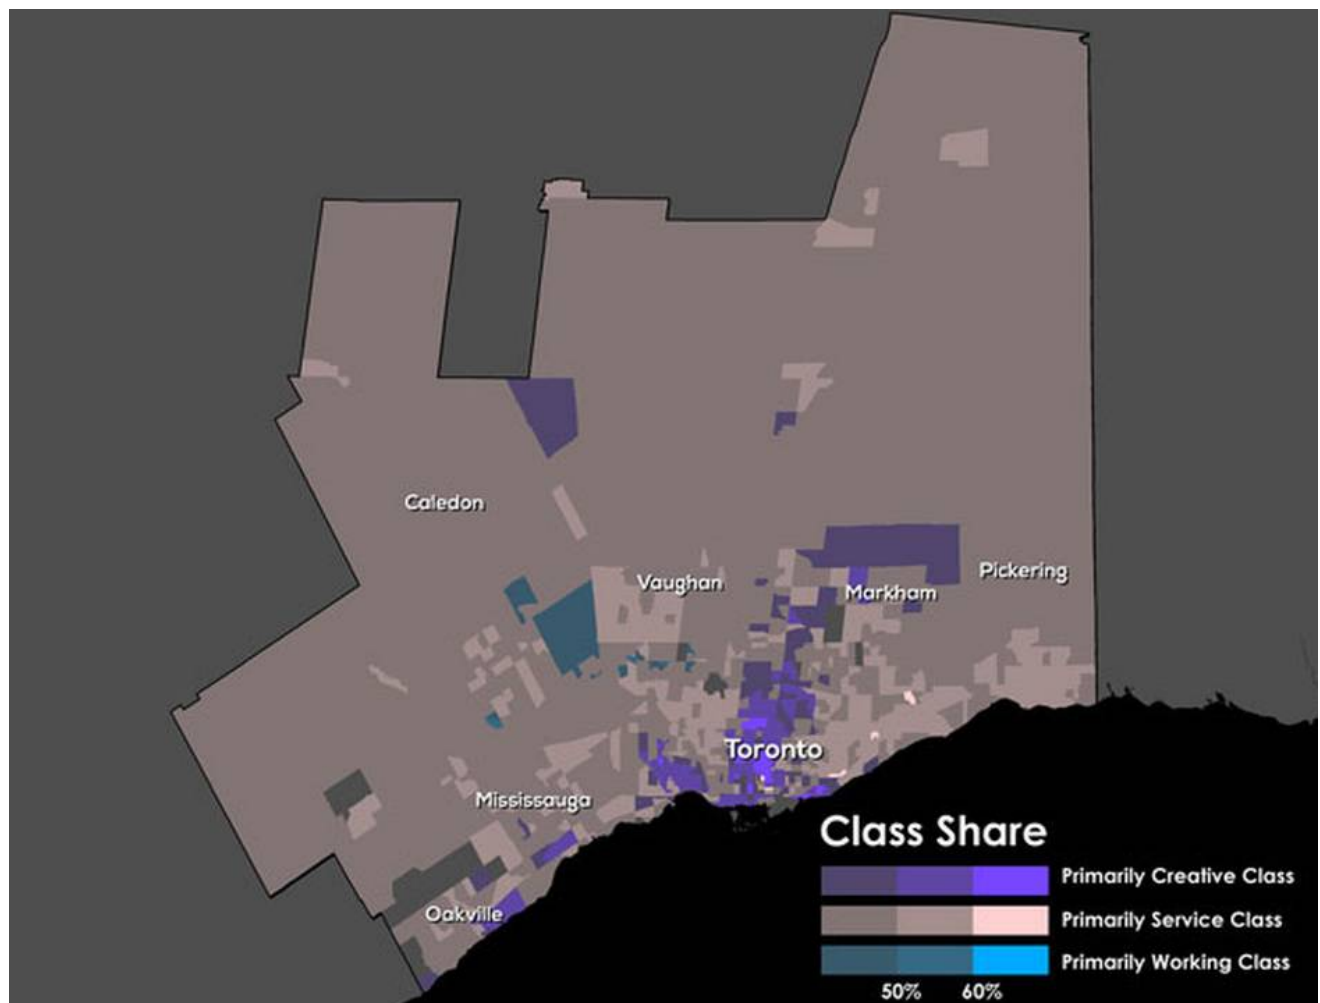 Caledon
Vaughan
Pickering
Markham
Toronto
Mississauga
Oakville
Class Share
Primarily Creative Class
Primarily Service Class
Primarily Working Class
50% 60%